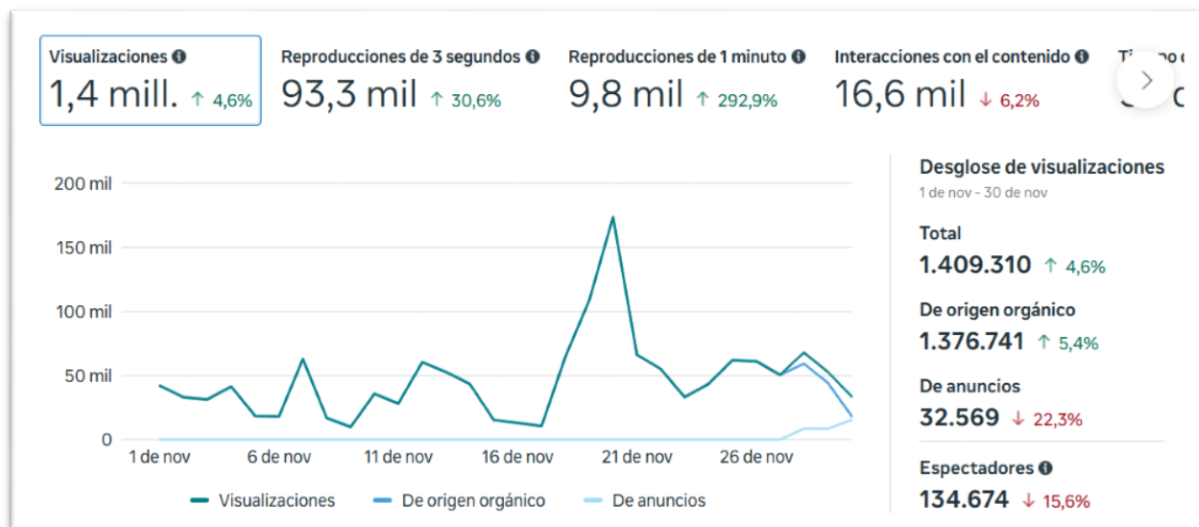 Visualizaciones
1,4 mill. ↑ 4,6%
Reproducciones de 3 segundos
93,3 mil ↑ 30,6%
Reproducciones de 1 minuto
9,8 mil ↑ 292,9%
Interacciones con el contenido
16,6 mil ↓ 6,2%
200 mil
150 mil
100 mil
50 mil
0
1 de nov
6 de nov
11 de nov
16 de nov
21 de nov
26 de nov
Visualizaciones
De origen orgánico
De anuncios
Desglose de visualizaciones
1 de nov - 30 de nov
Total
1.409.310 ↑ 4,6%
De origen orgánico
1.376.741 ↑ 5,4%
De anuncios
32.569 ↓ 22,3%
Espectadores
134.674 ↓ 15,6%